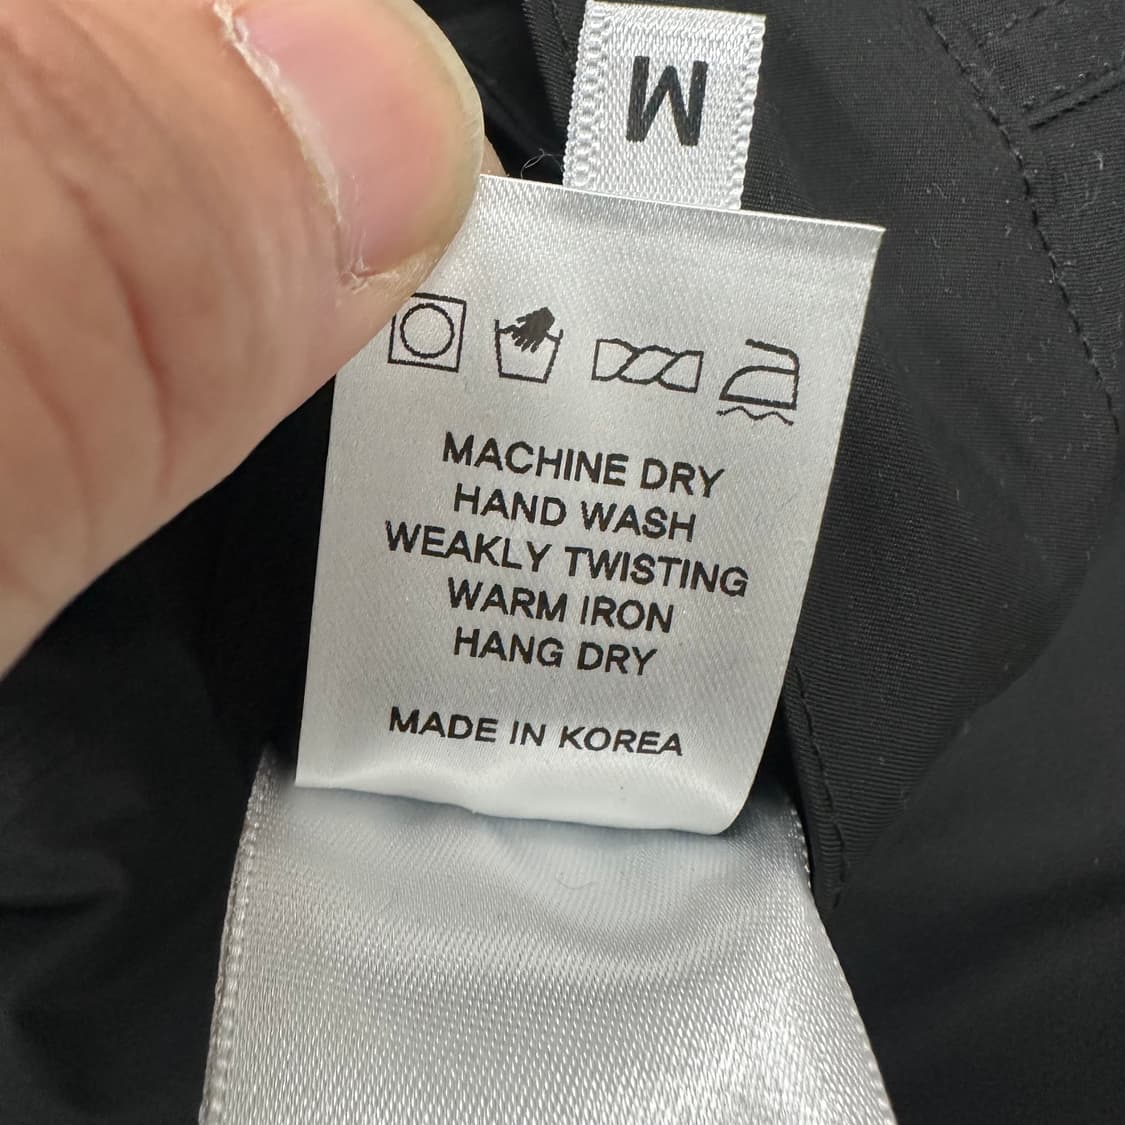 M
MACHINE DRY
HAND WASH
WEAKLY TWISTING
WARM IRON
HANG DRY
MADE IN KOREA